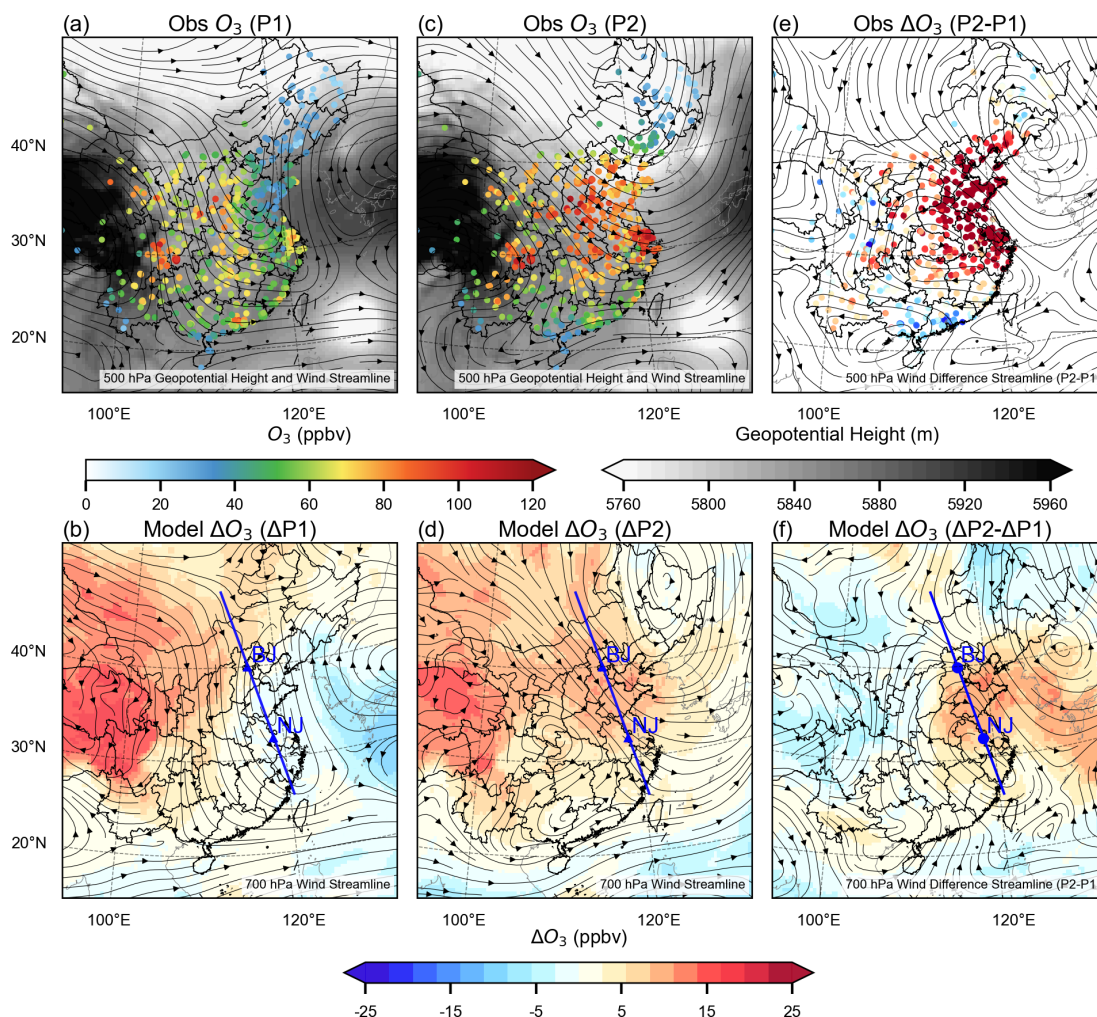 (a) Obs O3 (P1)
(c) Obs O3 (P2)
(e) Obs ΔO3 (P2-P1)
40°N
30°N
20°N
500 hPa Geopotential Height and Wind Streamline
500 hPa Geopotential Height and Wind Streamline
500 hPa Wind Difference Streamline (P2-P1
100°E 120°E
100°E 120°E
100°E 120°E
O3 (ppbv)
Geopotential Height (m)
0 20 40 60 80 100 120
5760 5800 5840 5880 5920 5960
(b) Model ΔO3 (ΔP1)
(d) Model ΔO3 (ΔP2)
(f) Model ΔO3 (ΔP2-ΔP1)
40°N
30°N
20°N
BJ
NJ
BJ
NJ
BJ
NJ
700 hPa Wind Streamline
700 hPa Wind Streamline
700 hPa Wind Difference Streamline (P2-P1
100°E 120°E
100°E 120°E
100°E 120°E
ΔO3 (ppbv)
-25 -15 -5 5 15 25